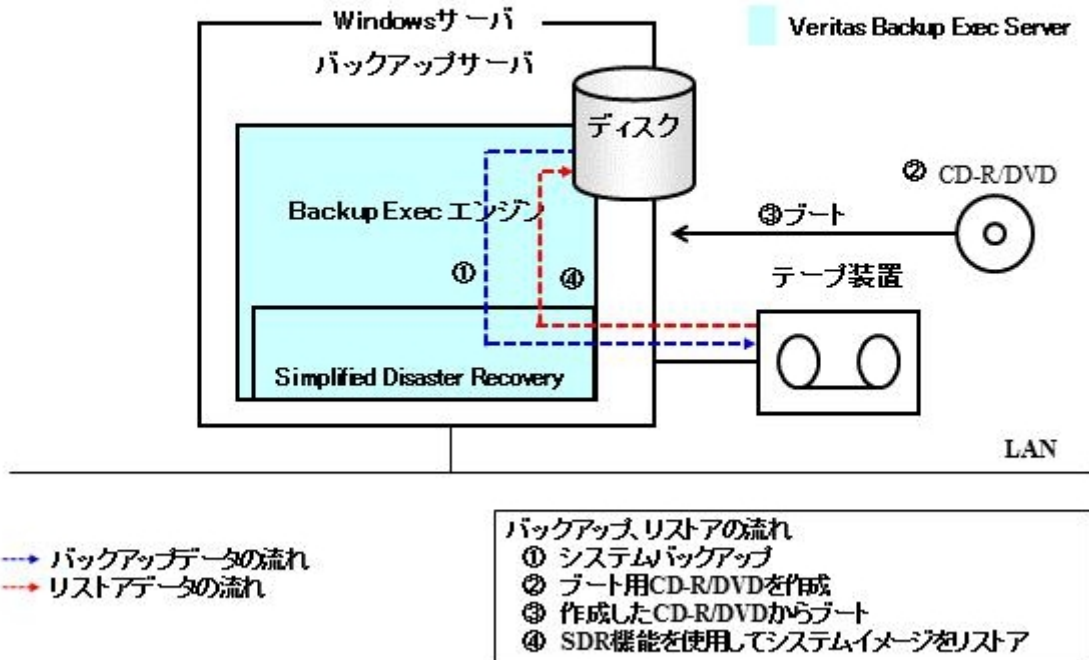 Windowsサーバ
Veritas Backup Exec Server
バックアップサーバ
ディスク
② CD-R/DVD
Backup Exec エンジン
③ブート
① ④
テープ装置
Simplified Disaster Recovery
LAN
バックアップデータの流れ
リストアデータの流れ
バックアップ、リストアの流れ
① システムバックアップ
② ブート用CD-R/DVDを作成
③ 作成したCD-R/DVDからブート
④ SDR機能を使用してシステムイメージをリストア